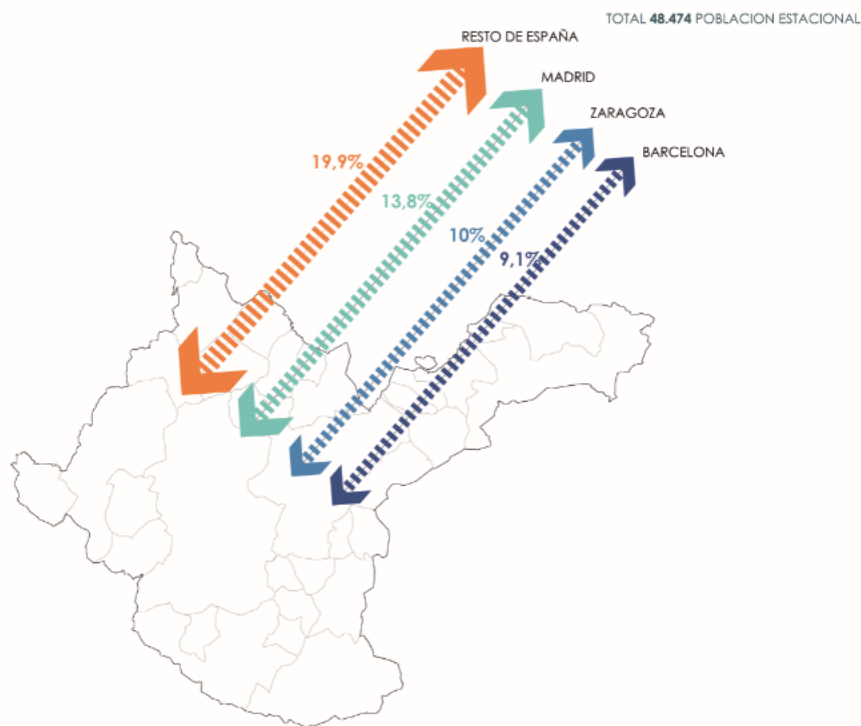 TOTAL 48.474 POBLACION ESTACIONAL
RESTO DE ESPAÑA
MADRID
ZARAGOZA
BARCELONA
19,9%
13,8%
10%
9,1%